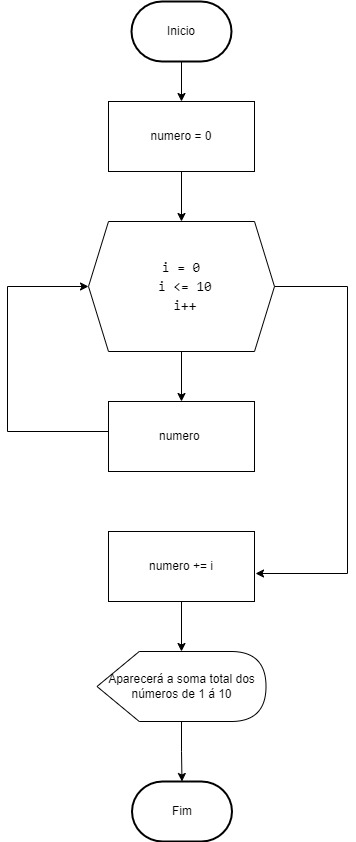 Inicio
numero = 0
i = 0
i <= 10
i++
numero
numero += i
Aparecerá a soma total dos
números de 1 á 10
Fim